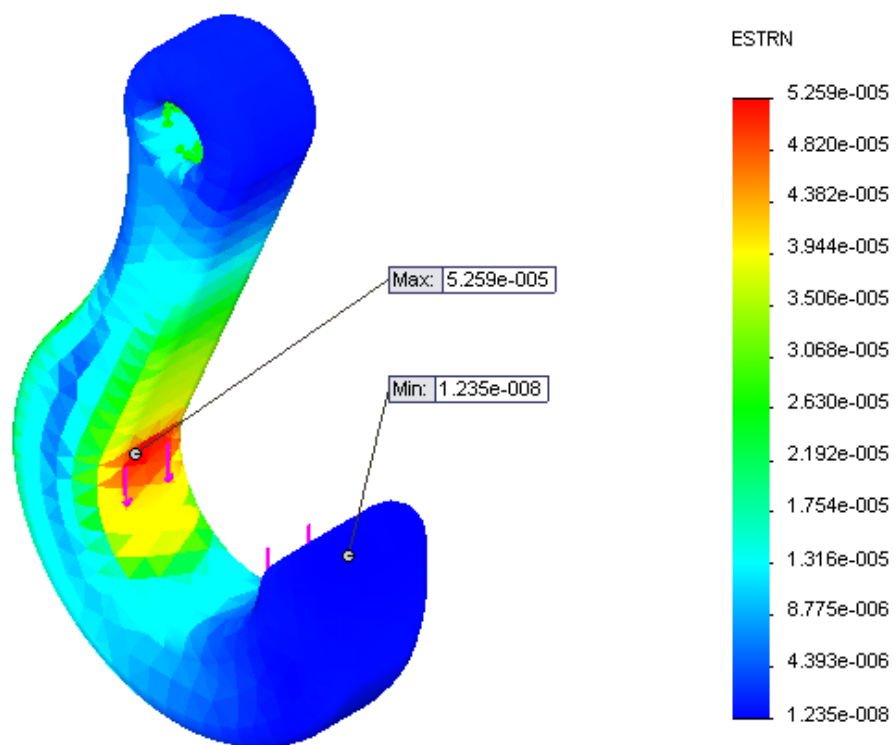 ESTRN
5.259e-005
4.820e-005
4.382e-005
3.944e-005
3.506e-005
3.068e-005
2.630e-005
2.192e-005
1.754e-005
1.316e-005
8.775e-006
4.393e-006
1.235e-008
Max: 5.259e-005
Min: 1.235e-008